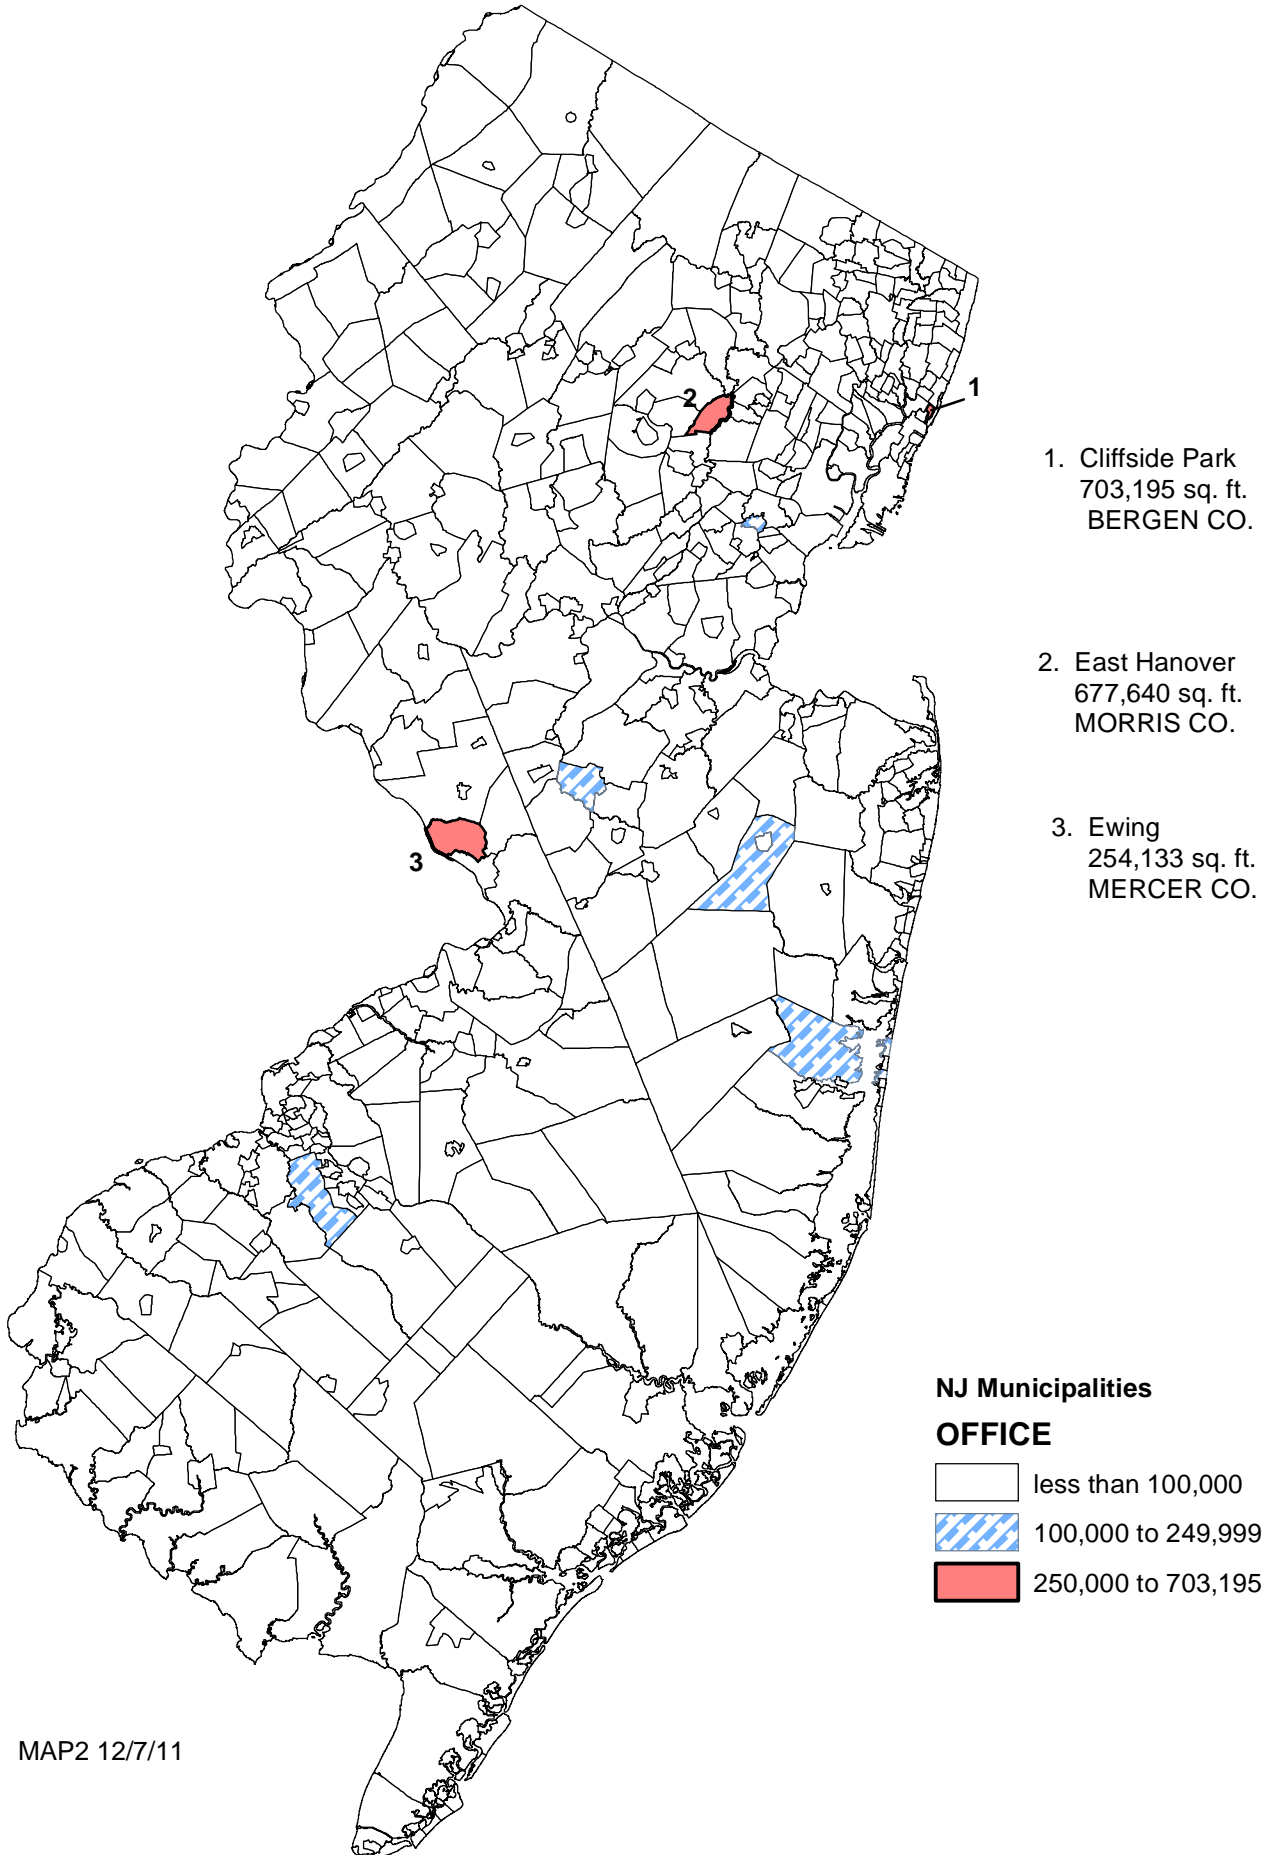 1
2
1. Cliffside Park
703,195 sq. ft.
BERGEN CO.
2. East Hanover
677,640 sq. ft.
MORRIS CO.
3. Ewing
254,133 sq. ft.
MERCER CO.
3
NJ Municipalities
OFFICE
less than 100,000
100,000 to 249,999
250,000 to 703,195
MAP2 12/7/11